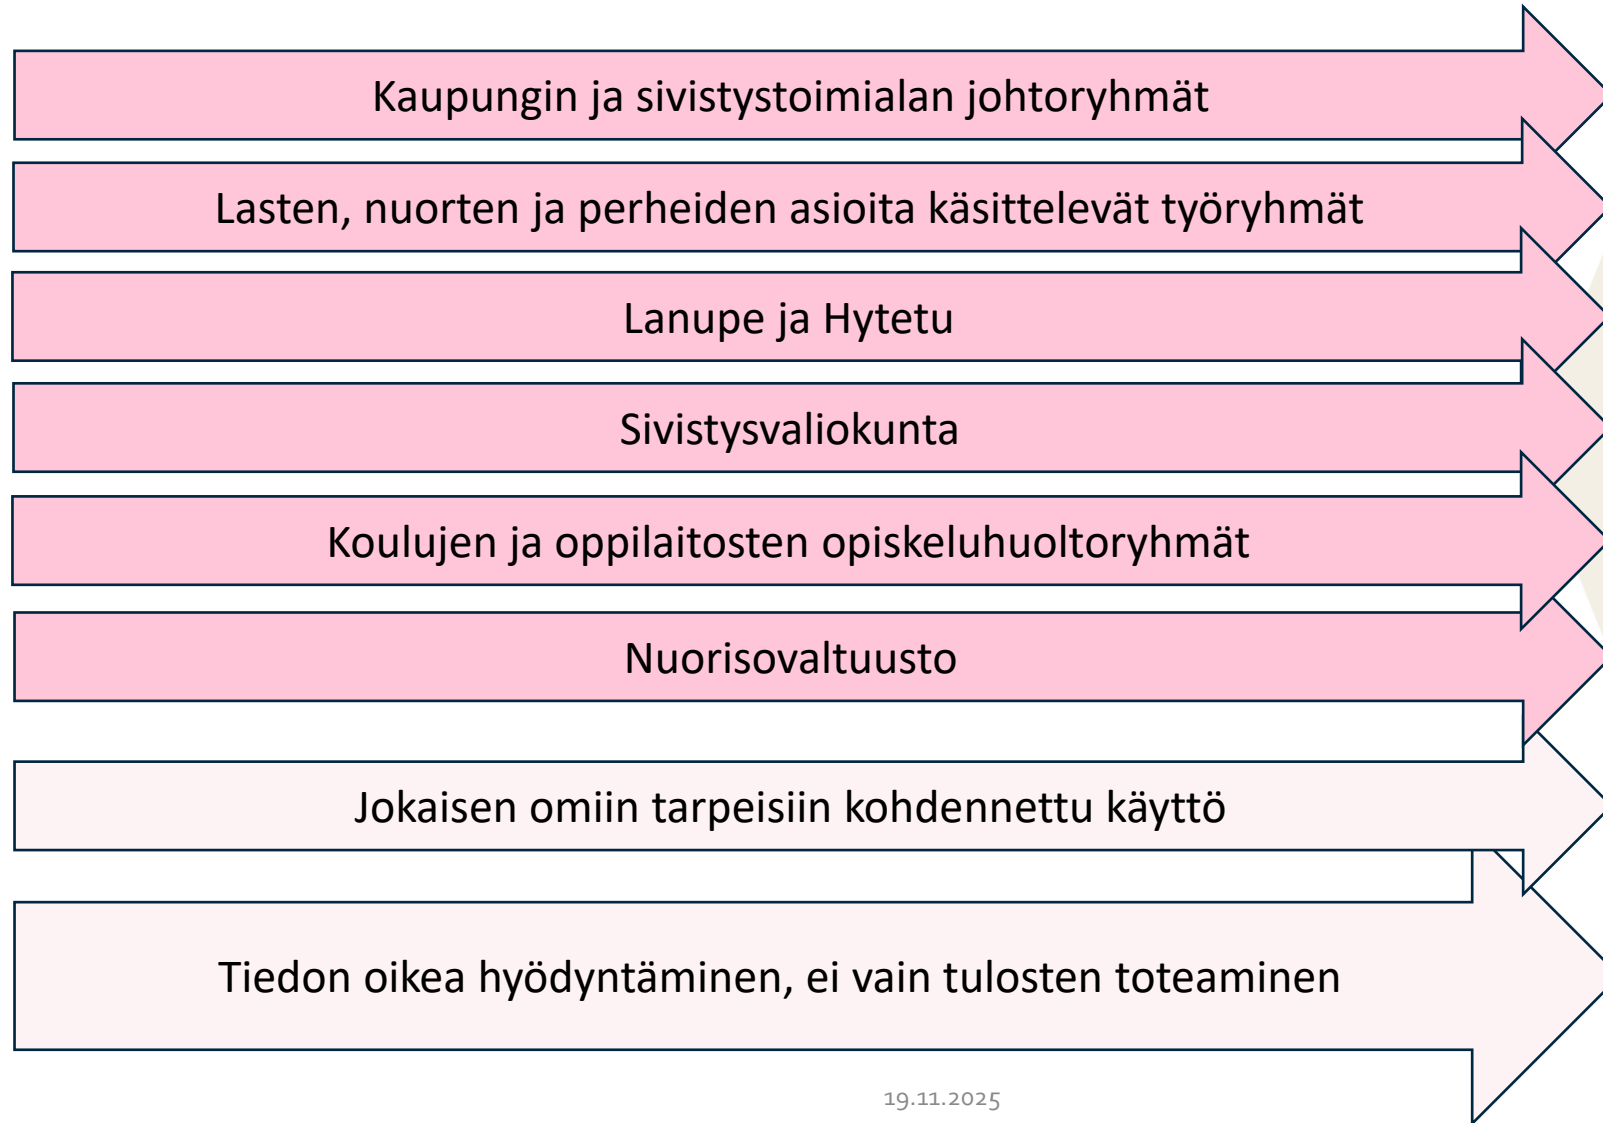 Kaupungin ja sivistystoimialan johtoryhmät
Lasten, nuorten ja perheiden asioita käsittelevät työryhmät
Lanupe ja Hytetu
Sivistysvaliokunta
Koulujen ja oppilaitosten opiskeluhuoltoryhmät
Nuorisovaltuusto
Jokaisen omiin tarpeisiin kohdennettu käyttö
Tiedon oikea hyödyntäminen, ei vain tulosten toteaminen
19.11.2025